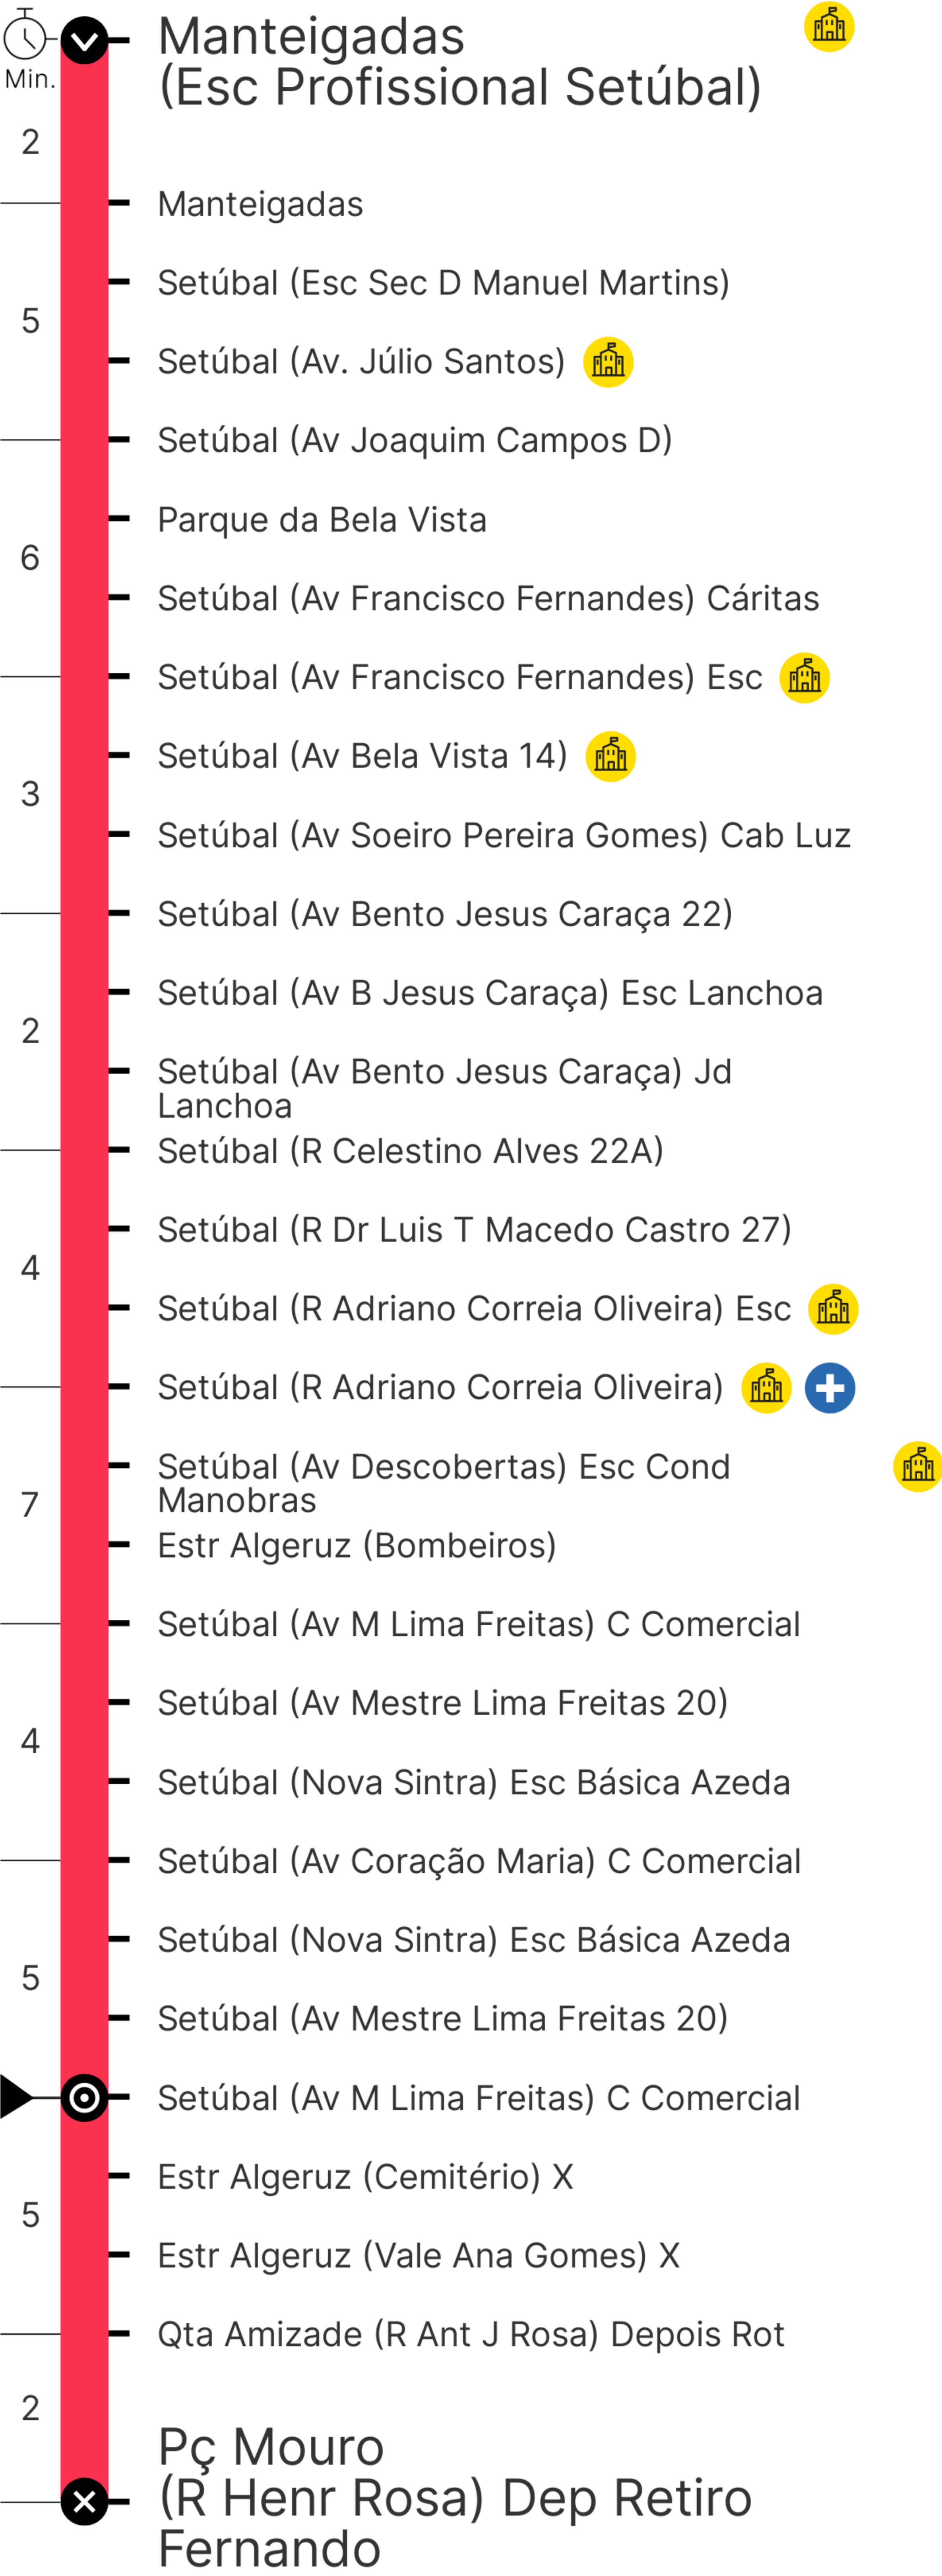 Manteigadas
(Esc Profissional Setúbal)
Min.
2
Manteigadas
Setúbal (Esc Sec D Manuel Martins)
5
Setúbal (Av. Júlio Santos)
Setúbal (Av Joaquim Campos D)
Parque da Bela Vista
6
Setúbal (Av Francisco Fernandes) Cáritas
Setúbal (Av Francisco Fernandes) Esc
Setúbal (Av Bela Vista 14)
3
Setúbal (Av Soeiro Pereira Gomes) Cab Luz
Setúbal (Av Bento Jesus Caraça 22)
Setúbal (Av B Jesus Caraça) Esc Lanchoa
2
Setúbal (Av Bento Jesus Caraça) Jd
Lanchoa
Setúbal (R Celestino Alves 22A)
Setúbal (R Dr Luis T Macedo Castro 27)
4
Setúbal (R Adriano Correia Oliveira) Esc
Setúbal (R Adriano Correia Oliveira)
Setúbal (Av Descobertas) Esc Cond
Manobras
7
Estr Algeruz (Bombeiros)
Setúbal (Av M Lima Freitas) C Comercial
Setúbal (Av Mestre Lima Freitas 20)
4
Setúbal (Nova Sintra) Esc Básica Azeda
Setúbal (Av Coração Maria) C Comercial
Setúbal (Nova Sintra) Esc Básica Azeda
5
Setúbal (Av Mestre Lima Freitas 20)
Setúbal (Av M Lima Freitas) C Comercial
Estr Algeruz (Cemitério) X
5
Estr Algeruz (Vale Ana Gomes) X
Qta Amizade (R Ant J Rosa) Depois Rot
2
Pç Mouro
(R Henr Rosa) Dep Retiro
Fernando